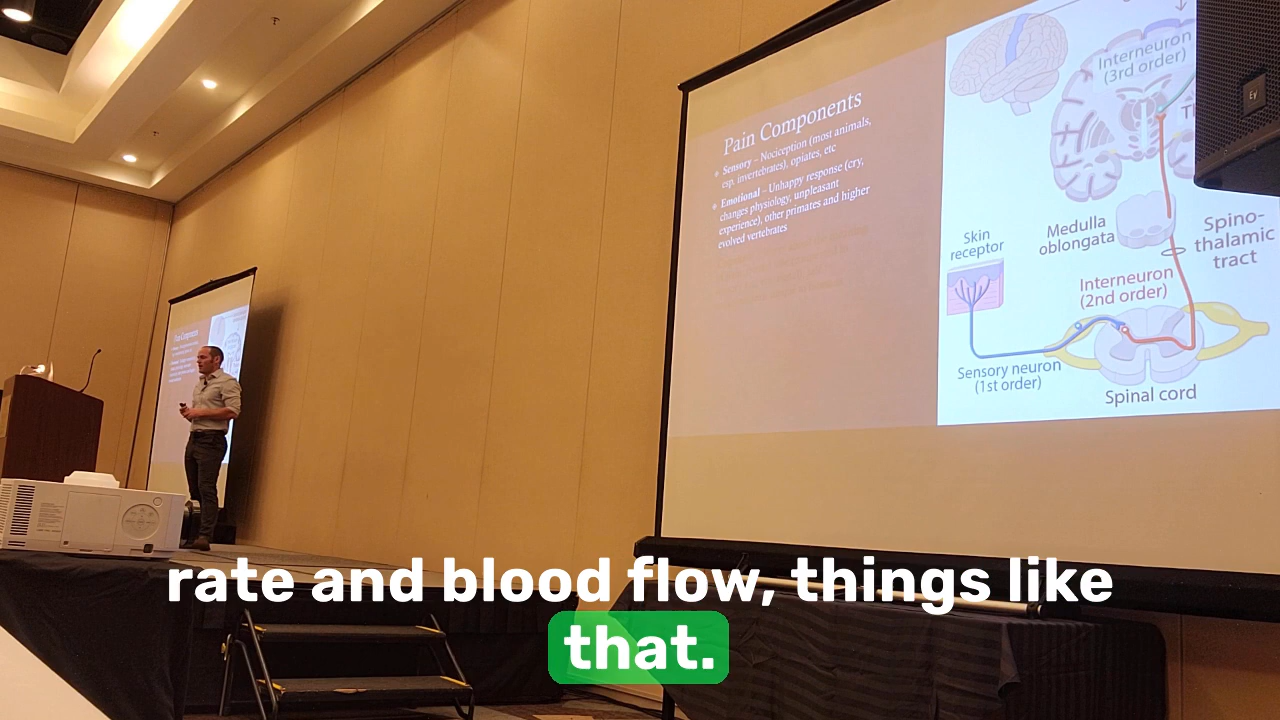 Pain Components
Sensory – Nociception (most animals,
esp. invertebrates), opiates, etc
Emotional – Unhappy response (cry,
changes physiology, unpleasant
experience), other primates and higher
evolved vertebrates
Interneuron
(3rd order)
Medulla
oblongata
Spino-
thalamic
tract
Skin
receptor
Interneuron
(2nd order)
Sensory neuron
(1st order)
Spinal cord
Pain Components
rate and blood flow, things like
that.